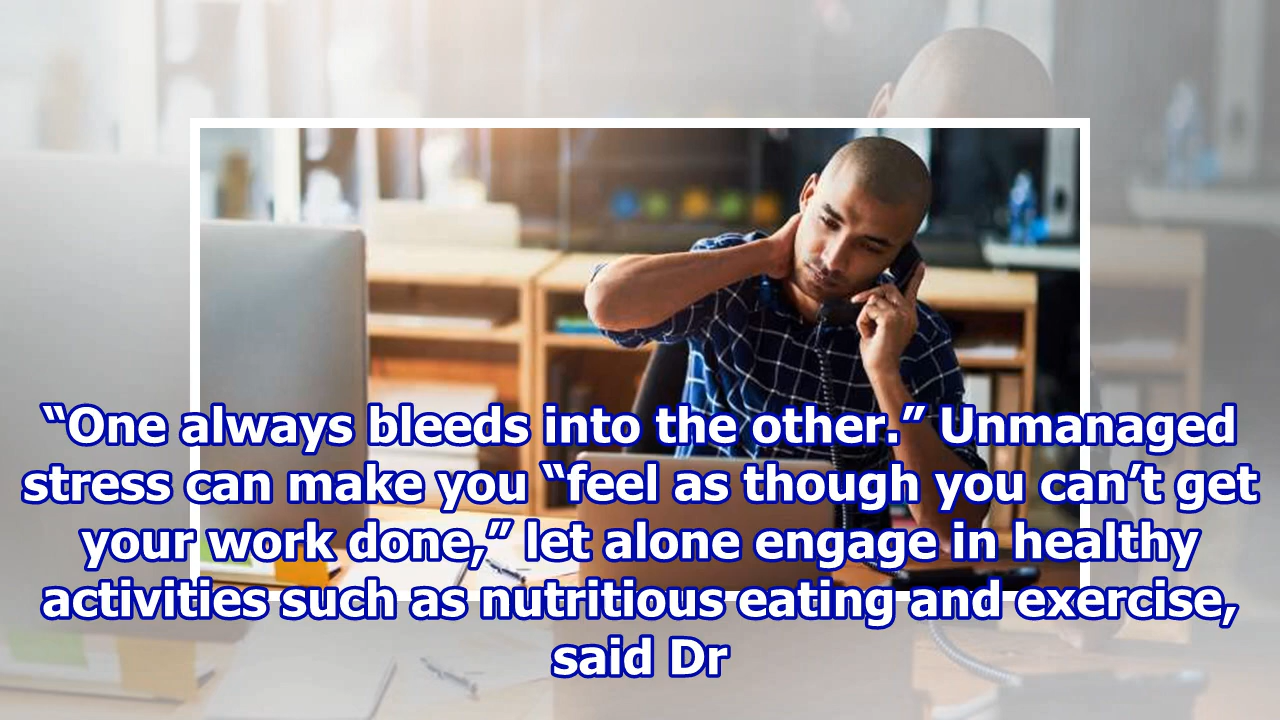 “One always bleeds into the other.” Unmanaged
stress can make you “feel as though you can’t get
your work done,” let alone engage in healthy
activities such as nutritious eating and exercise,
said Dr